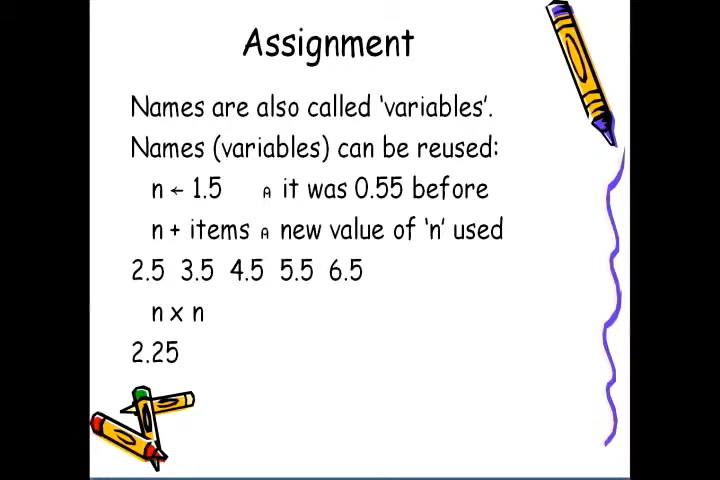 Assignment
Names are also called ‘variables’.
Names (variables) can be reused:
n ← 1.5 ⍝ it was 0.55 before
n + items ⍝ new value of ‘n’ used
2.5 3.5 4.5 5.5 6.5
n x n
2.25